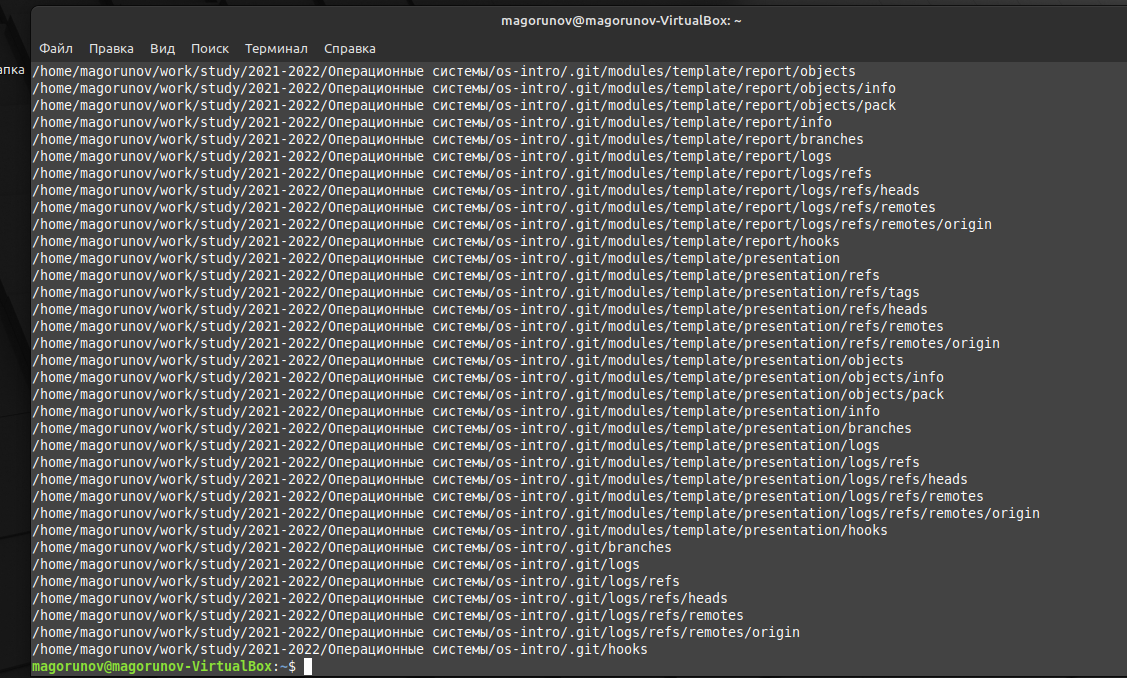 magorunov@magorunov-VirtualBox: ~
Файл Правка Вид Поиск Терминал Справка
апка
/home/magorunov/work/study/2021-2022/Операционные системы/os-intro/.git/modules/template/report/objects
/home/magorunov/work/study/2021-2022/Операционные системы/os-intro/.git/modules/template/report/objects/info
/home/magorunov/work/study/2021-2022/Операционные системы/os-intro/.git/modules/template/report/objects/pack
/home/magorunov/work/study/2021-2022/Операционные системы/os-intro/.git/modules/template/report/info
/home/magorunov/work/study/2021-2022/Операционные системы/os-intro/.git/modules/template/report/branches
/home/magorunov/work/study/2021-2022/Операционные системы/os-intro/.git/modules/template/report/logs
/home/magorunov/work/study/2021-2022/Операционные системы/os-intro/.git/modules/template/report/logs/refs
/home/magorunov/work/study/2021-2022/Операционные системы/os-intro/.git/modules/template/report/logs/refs/heads
/home/magorunov/work/study/2021-2022/Операционные системы/os-intro/.git/modules/template/report/logs/refs/remotes
/home/magorunov/work/study/2021-2022/Операционные системы/os-intro/.git/modules/template/report/logs/refs/remotes/origin
/home/magorunov/work/study/2021-2022/Операционные системы/os-intro/.git/modules/template/report/hooks
/home/magorunov/work/study/2021-2022/Операционные системы/os-intro/.git/modules/template/presentation
/home/magorunov/work/study/2021-2022/Операционные системы/os-intro/.git/modules/template/presentation/refs
/home/magorunov/work/study/2021-2022/Операционные системы/os-intro/.git/modules/template/presentation/refs/tags
/home/magorunov/work/study/2021-2022/Операционные системы/os-intro/.git/modules/template/presentation/refs/heads
/home/magorunov/work/study/2021-2022/Операционные системы/os-intro/.git/modules/template/presentation/refs/remotes
/home/magorunov/work/study/2021-2022/Операционные системы/os-intro/.git/modules/template/presentation/refs/remotes/origin
/home/magorunov/work/study/2021-2022/Операционные системы/os-intro/.git/modules/template/presentation/objects
/home/magorunov/work/study/2021-2022/Операционные системы/os-intro/.git/modules/template/presentation/objects/info
/home/magorunov/work/study/2021-2022/Операционные системы/os-intro/.git/modules/template/presentation/objects/pack
/home/magorunov/work/study/2021-2022/Операционные системы/os-intro/.git/modules/template/presentation/info
/home/magorunov/work/study/2021-2022/Операционные системы/os-intro/.git/modules/template/presentation/branches
/home/magorunov/work/study/2021-2022/Операционные системы/os-intro/.git/modules/template/presentation/logs
/home/magorunov/work/study/2021-2022/Операционные системы/os-intro/.git/modules/template/presentation/logs/refs
/home/magorunov/work/study/2021-2022/Операционные системы/os-intro/.git/modules/template/presentation/logs/refs/heads
/home/magorunov/work/study/2021-2022/Операционные системы/os-intro/.git/modules/template/presentation/logs/refs/remotes
/home/magorunov/work/study/2021-2022/Операционные системы/os-intro/.git/modules/template/presentation/logs/refs/remotes/origin
/home/magorunov/work/study/2021-2022/Операционные системы/os-intro/.git/modules/template/presentation/hooks
/home/magorunov/work/study/2021-2022/Операционные системы/os-intro/.git/branches
/home/magorunov/work/study/2021-2022/Операционные системы/os-intro/.git/logs
/home/magorunov/work/study/2021-2022/Операционные системы/os-intro/.git/logs/refs
/home/magorunov/work/study/2021-2022/Операционные системы/os-intro/.git/logs/refs/heads
/home/magorunov/work/study/2021-2022/Операционные системы/os-intro/.git/logs/refs/remotes
/home/magorunov/work/study/2021-2022/Операционные системы/os-intro/.git/logs/refs/remotes/origin
/home/magorunov/work/study/2021-2022/Операционные системы/os-intro/.git/hooks
magorunov@magorunov-VirtualBox:~$